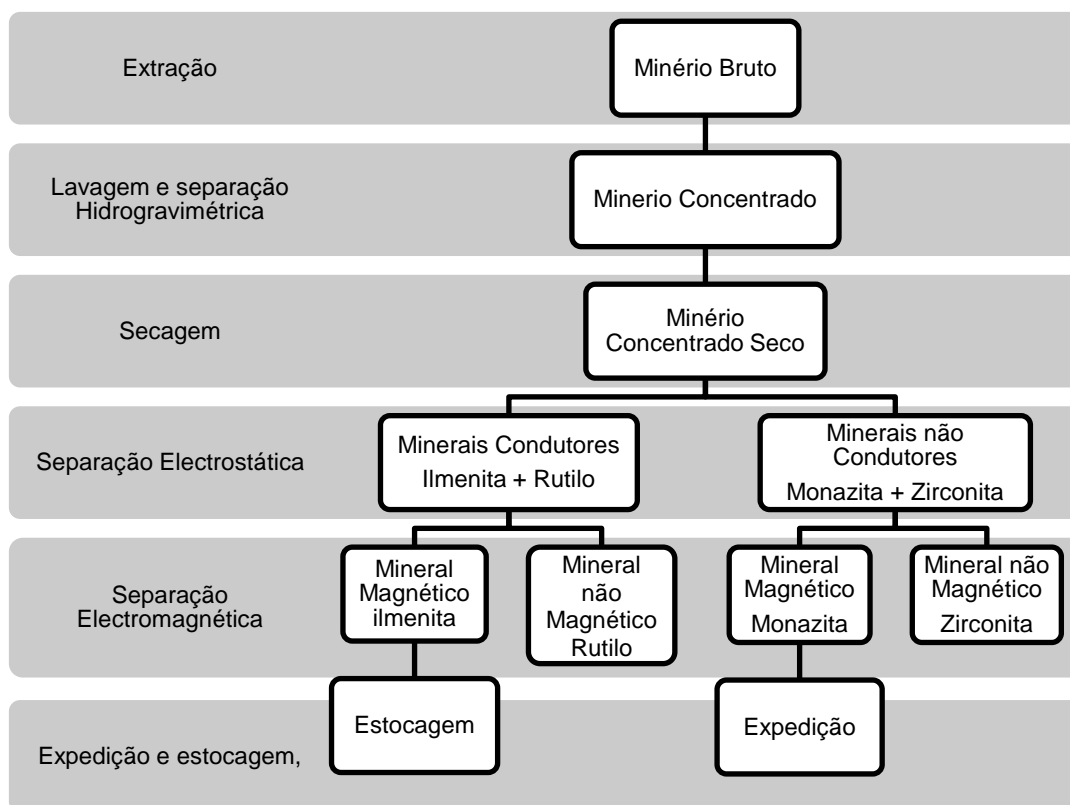 Extração
Minério Bruto
Lavagem e separação
Hidrogravimétrica
Minerio Concentrado
Secagem
Minério
Concentrado Seco
Separação Electrostática
Minerais Condutores
Ilmenita + Rutilo
Minerais não
Condutores
Monazita + Zirconita
Separação
Electromagnética
Mineral
Magnético
ilmenita
Mineral
não
Magnético
Rutilo
Mineral
Magnético
Monazita
Mineral não
Magnético
Zirconita
Expedição e estocagem,
Estocagem
Expedição